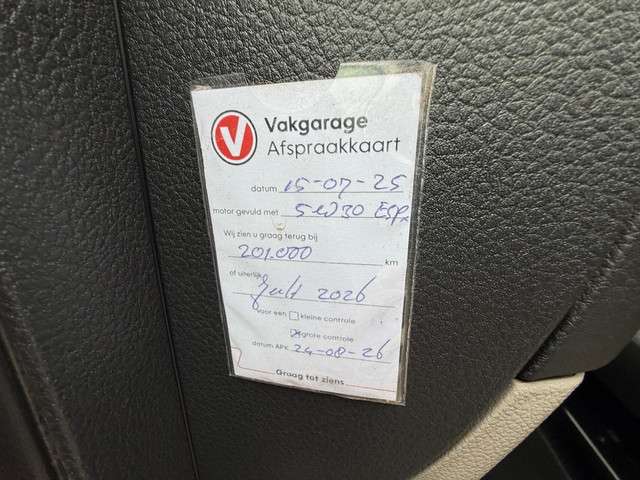 V
Vakgarage
Afspraakkaart
datum 15-07-25
motor gevuld met 5W30 ESP
Wij zien u graag terug bij
201.000 km
of uiterlijk
Juli 2026
voor een kleine controle
grote controle
datum APK 24-08-26
Graag tot ziens